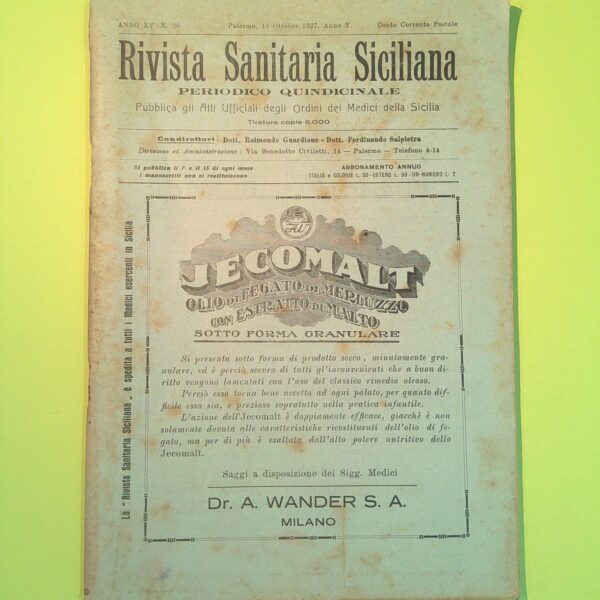 ANNO XV - N. 20 Palermo, 15 Ottobre 1927, Anno V. Conto Corrente Postale
Rivista Sanitaria Siciliana
PERIODICO QUINDICINALE
Pubblica gli Atti Ufficiali degli Ordini dei Medici della Sicilia
Tiratura copie 6.000
Condirettori: Dott. Raimondo Guardione - Dott. Ferdinando Salpietra
Direzione ed Amministrazione: Via Benedetto Civiletti, 14 — Palermo — Telefono 4-14
Si pubblica il 1° e il 15 di ogni mese
i manoscritti non si restituiscono
ABBONAMENTO ANNUO
ITALIA e COLONIE L. 30 - ESTERO L. 60 - UN NUMERO L. 2
La "Rivista Sanitaria Siciliana„ è spedita a tutti i Medici esercenti in Sicilia
JECOMALT
OLIO DI FEGATO DI MERLUZZO
CON ESTRATTO DI MALTO
SOTTO FORMA GRANULARE
Si presenta sotto forma di prodotto secco, minutamente gra-
nulare, ed è perciò scevro di tutti gl'inconvenienti che a buon di-
ritto vengono lamentati con l'uso del classico rimedio oleoso.
Perciò esso torna bene accetto ad ogni palato, per quanto dif-
ficile esso sia, e prezioso sopratutto nella pratica infantile.
L'azione dell'Jecomalt è doppiamente efficace, giacchè è non
solamente dovuta alle caratteristiche ricostituenti dell'olio di fe-
gato, ma per di più è esaltata dall'alto potere nutritivo dello
Jecomalt.
Saggi a disposizione dei Sigg. Medici
Dr. A. WANDER S. A.
MILANO